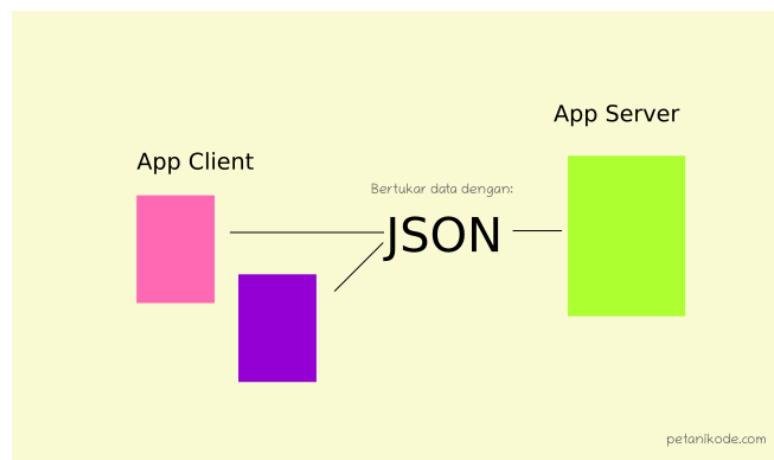 App Server
App Client
Bertukar data dengan:
JSON
petanikode.com